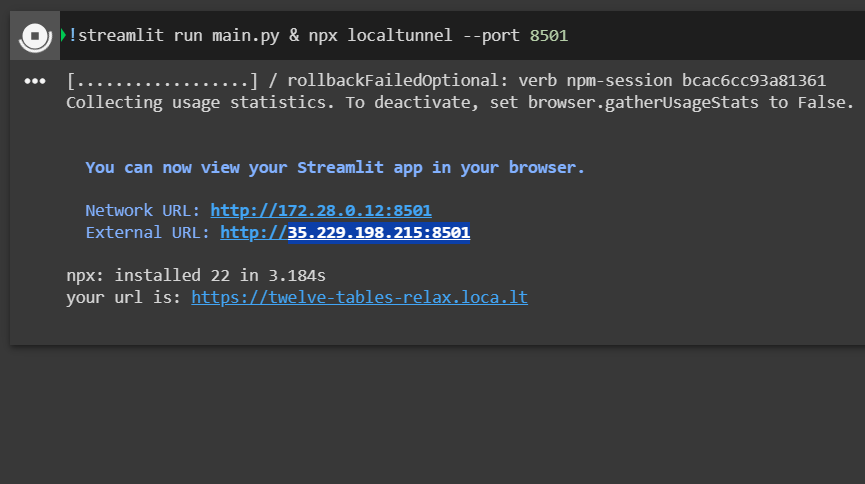 !streamlit run main.py & npx localtunnel --port 8501
[..................] / rollbackFailedOptional: verb npm-session bcac6cc93a81361
Collecting usage statistics. To deactivate, set browser.gatherUsageStats to False.
You can now view your Streamlit app in your browser.
Network URL: http://172.28.0.12:8501
External URL: http://35.229.198.215:8501
npx: installed 22 in 3.184s
your url is: https://twelve-tables-relax.loca.lt